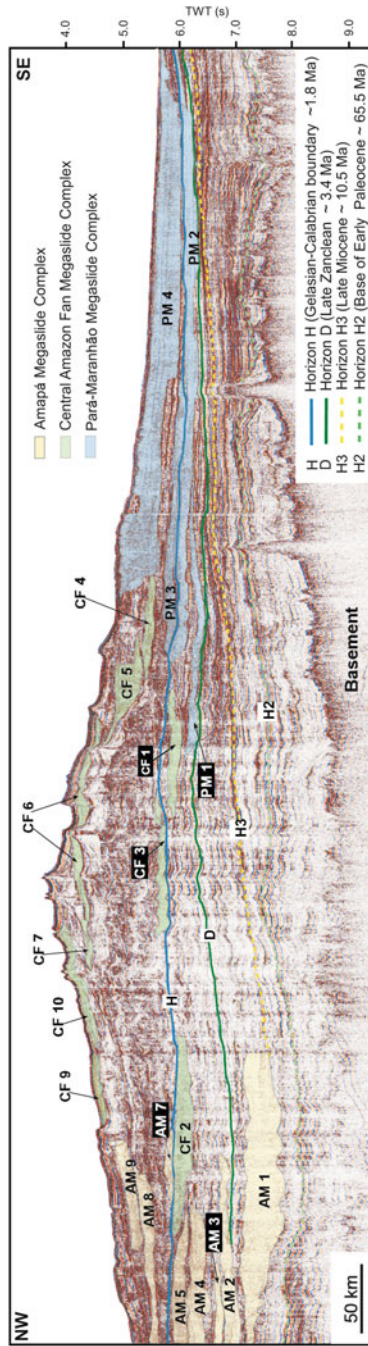 NW
SE
TWT (s)
4.0
5.0
6.0
7.0
8.0
9.0
Amapá Megaslide Complex
Central Amazon Fan Megaslide Complex
Pará-Maranhão Megaslide Complex
CF 9
CF 10
CF 7
CF 6
CF 5
CF 4
AM 9
AM 8
AM 7
H
CF 3
CF 1
PM 3
PM 4
AM 5
CF 2
AM 4
AM 3
AM 2
D
PM 1
PM 2
AM 1
H3
H2
Basement
50 km
H Horizon H (Gelasian-Calabrian boundary ~1.8 Ma)
D Horizon D (Late Zanclean ~ 3.4 Ma)
H3 Horizon H3 (Late Miocene ~ 10.5 Ma)
H2 Horizon H2 (Base of Early Paleocene ~ 65.5 Ma)